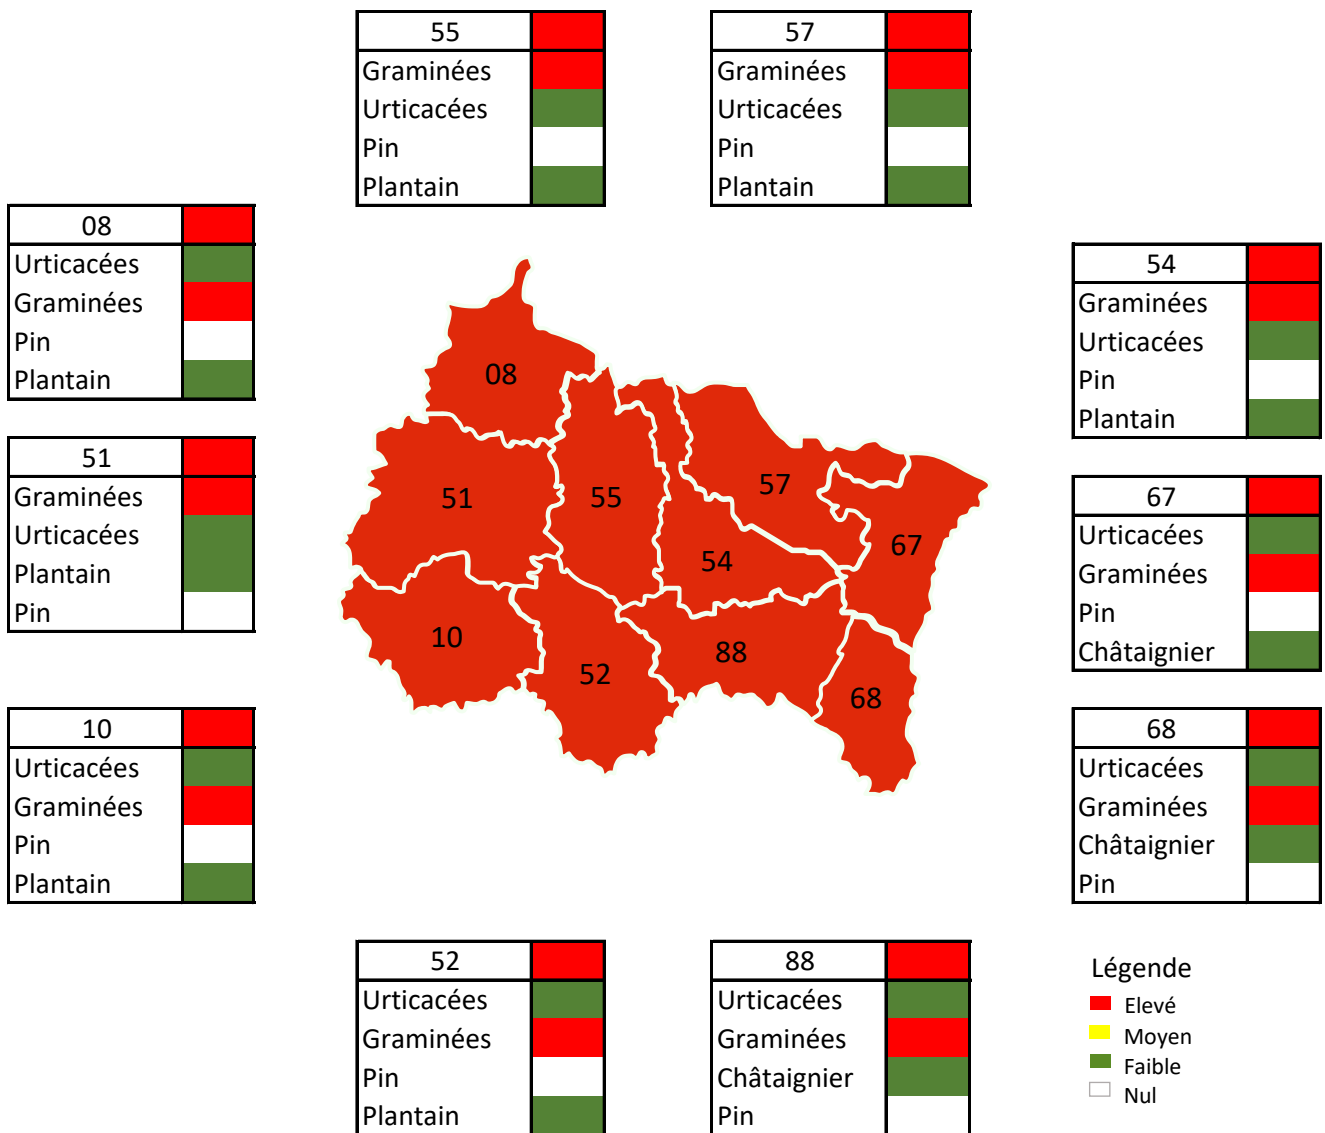 55
Graminées
Urticacées
Pin
Plantain
57
Graminées
Urticacées
Pin
Plantain
08
Urticacées
Graminées
Pin
Plantain
51
Graminées
Urticacées
Plantain
Pin
10
Urticacées
Graminées
Pin
Plantain
08
51
55
57
54
67
10
52
88
68
54
Graminées
Urticacées
Pin
Plantain
67
Urticacées
Graminées
Pin
Châtaignier
68
Urticacées
Graminées
Châtaignier
Pin
52
Urticacées
Graminées
Pin
Plantain
88
Urticacées
Graminées
Châtaignier
Pin
Légende
Elevé
Moyen
Faible
Nul